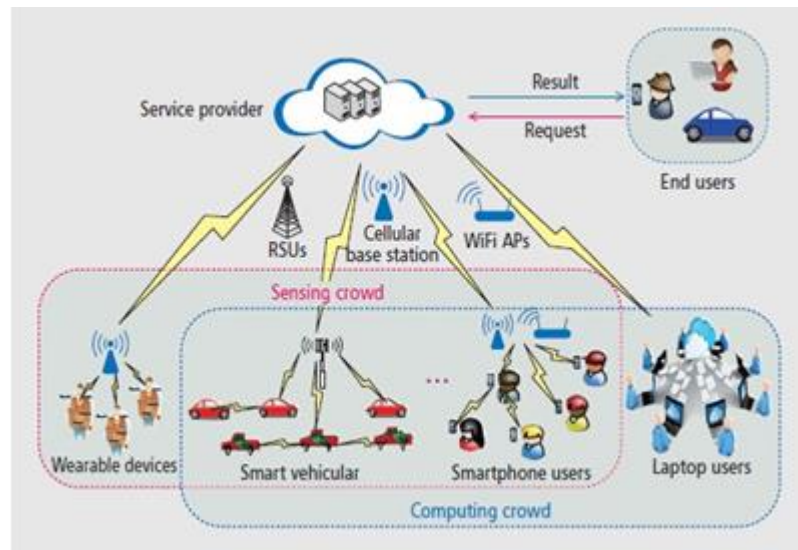 Service provider
Result
Request
End users
RSUs
Cellular
base station
WiFi APs
Sensing crowd
...
Wearable devices
Smart vehicular
Smartphone users
Laptop users
Computing crowd